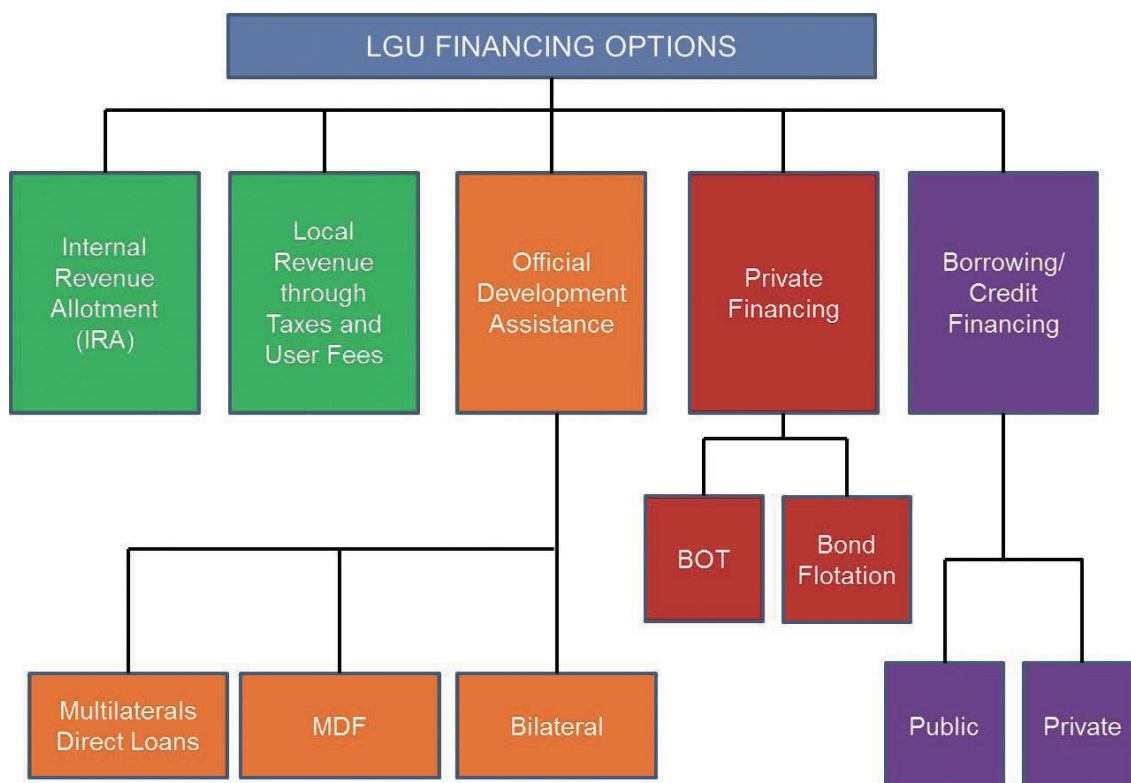 LGU FINANCING OPTIONS
Internal
Revenue
Allotment
(IRA)
Local
Revenue
through
Taxes and
User Fees
Official
Development
Assistance
Private
Financing
Borrowing/
Credit
Financing
BOT
Bond
Flotation
Multilaterals
Direct Loans
MDF
Bilateral
Public
Private